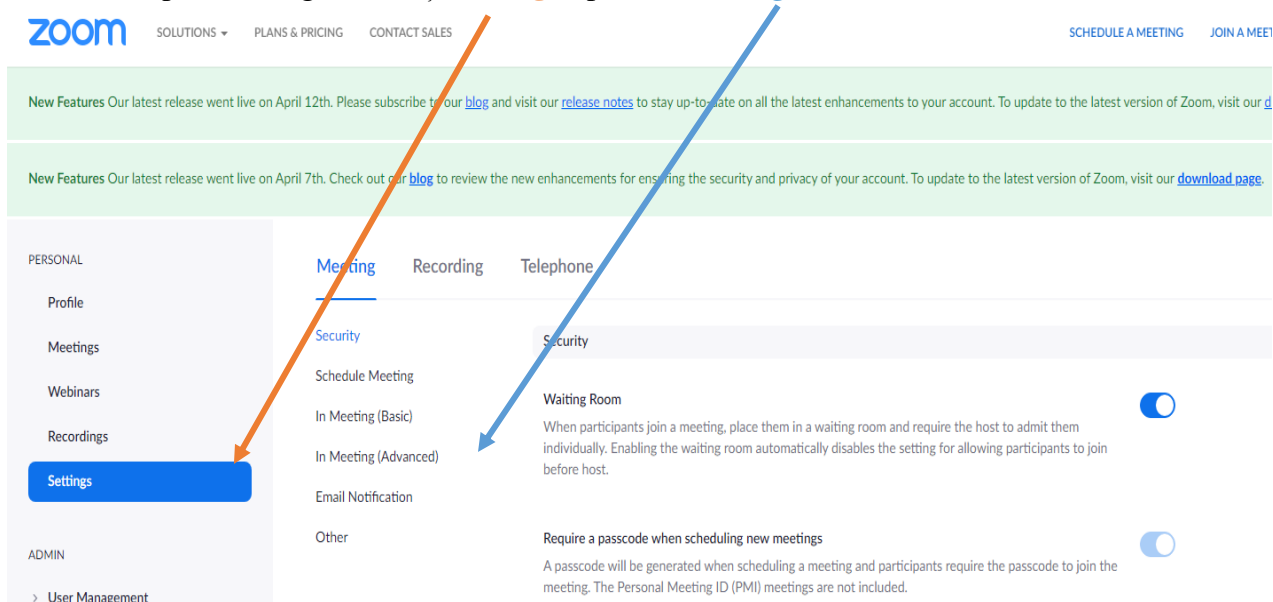 zoom SOLUTIONS PLANS & PRICING CONTACT SALES SCHEDULE A MEETING JOIN A MEET
New Features Our latest release went live on April 12th. Please subscribe to our blog and visit our release notes to stay up-to-date on all the latest enhancements to your account. To update to the latest version of Zoom, visit our d
New Features Our latest release went live on April 7th. Check out our blog to review the new enhancements for ensuring the security and privacy of your account. To update to the latest version of Zoom, visit our download page.
PERSONAL
Profile
Meetings
Webinars
Recordings
Settings
ADMIN
User Management
Meeting Recording Telephone
Security
Schedule Meeting
In Meeting (Basic)
In Meeting (Advanced)
Email Notification
Other
Security
Waiting Room
When participants join a meeting, place them in a waiting room and require the host to admit them
individually. Enabling the waiting room automatically disables the setting for allowing participants to join
before host.
Require a passcode when scheduling new meetings
A passcode will be generated when scheduling a meeting and participants require the passcode to join the
meeting. The Personal Meeting ID (PMI) meetings are not included.